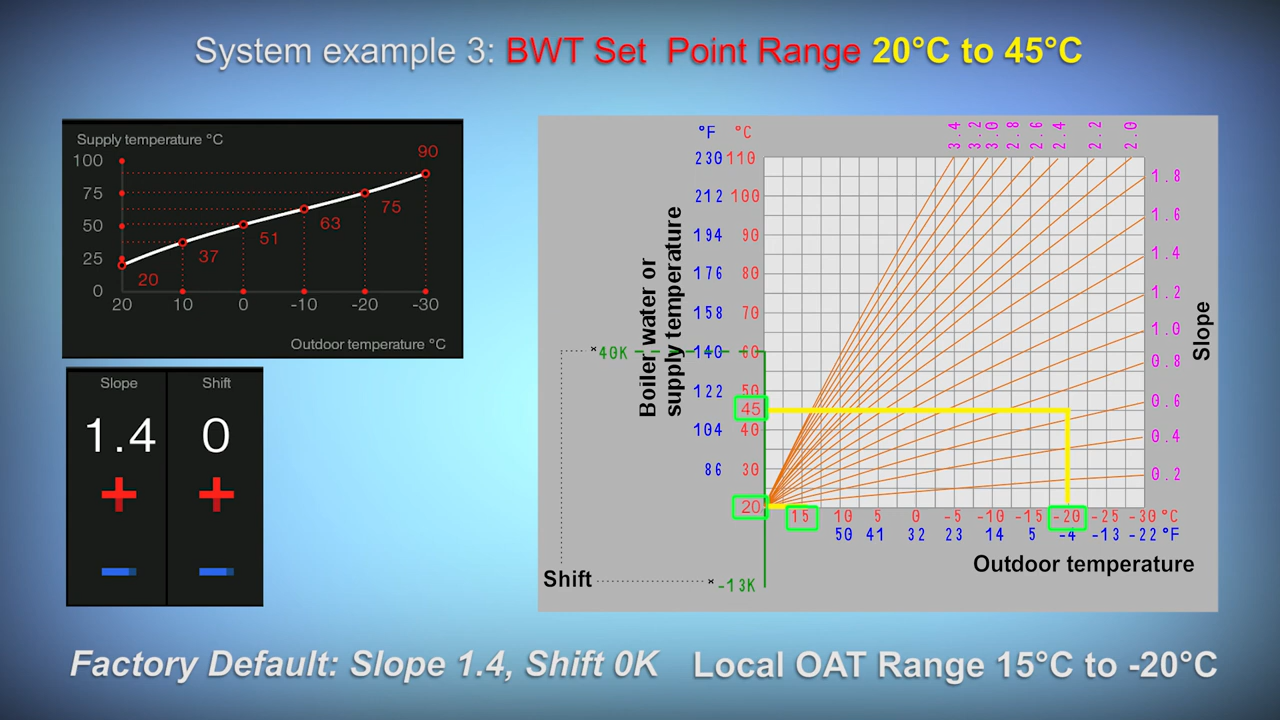 System example 3: BWT Set Point Range 20°C to 45°C
Supply temperature °C
100
75
50
25
0
90
75
63
51
37
20
20 10 0 -10 -20 -30
Outdoor temperature °C
Slope Shift
1.4 0
+ +
- -
°F °C
230 110
212 100
194 90
176 80
158 70
140 60
122 50
45
104 40
86 30
20
3.4 3.2 3.0 2.8 2.6 2.4 2.2 2.0
1.8
1.6
1.4
1.2
1.0
0.8
0.6
0.4
0.2
Slope
Boiler water or
supply temperature
40K
Shift
-13K
15 10 5 0 -5 -10 -15 -20 -25 -30 °C
50 41 32 23 14 5 -4 -13 -22 °F
Outdoor temperature
Factory Default: Slope 1.4, Shift 0K
Local OAT Range 15°C to -20°C